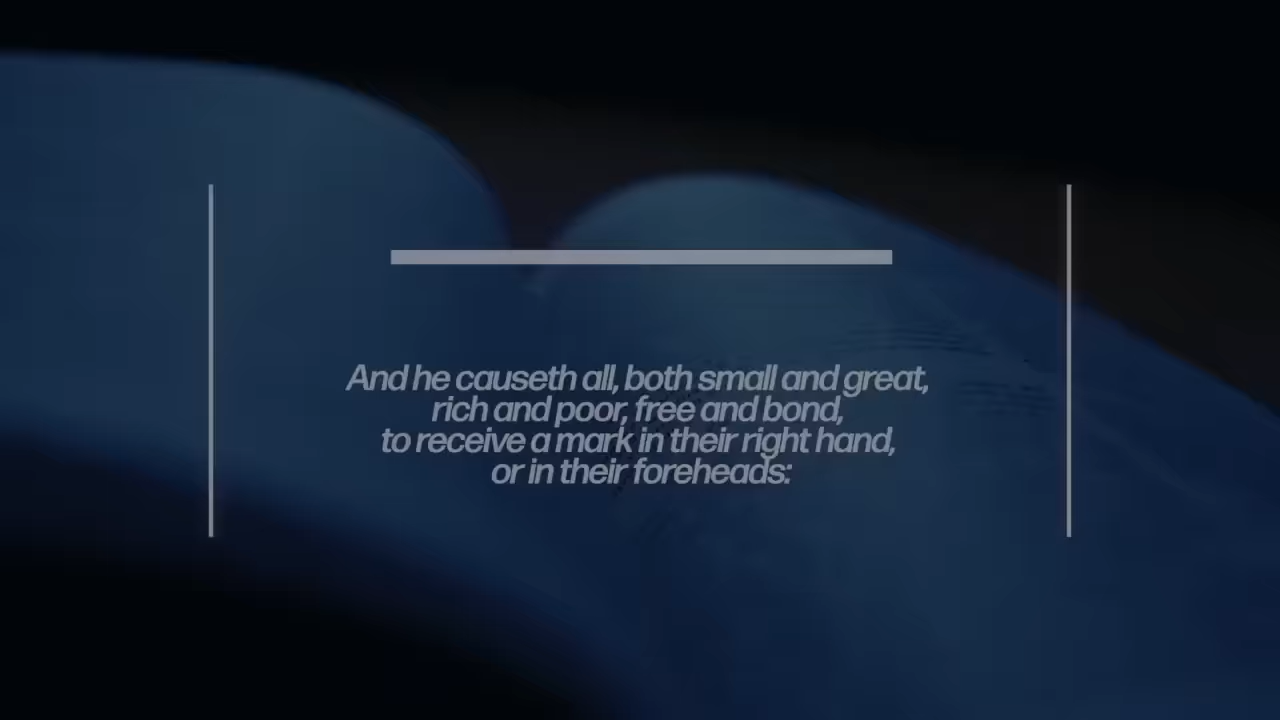 And he causeth all, both small and great,
rich and poor, free and bond,
to receive a mark in their right hand,
or in their foreheads: